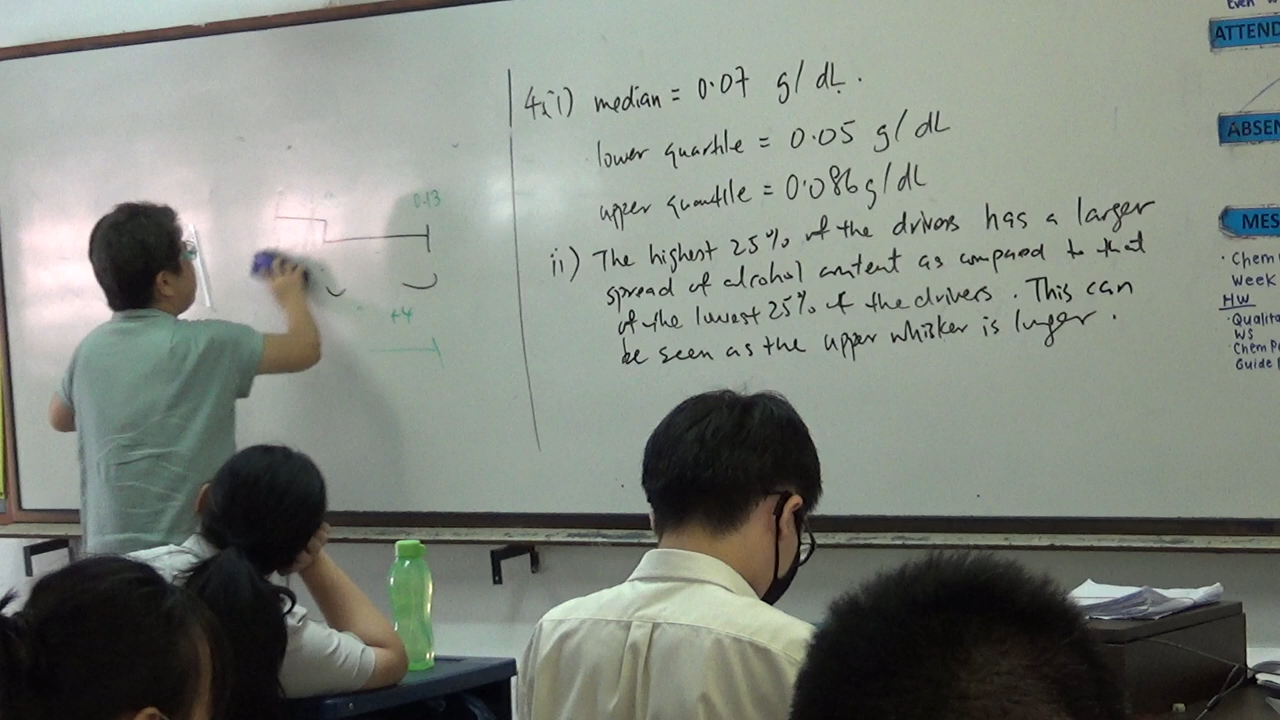 0.13
+4
4i) median = 0.07 g/dL.
lower quartile = 0.05 g/dL
upper quartile = 0.086g/dL
ii) The highest 25% of the drivers has a larger
spread of alcohol content as compared to that
of the lowest 25% of the drivers. This can
be seen as the upper whisker is longer.
Even
ATTEND
ABSEN
MES
· Chem
Week
HW
· Qualita
WS
· Chem P
Guide